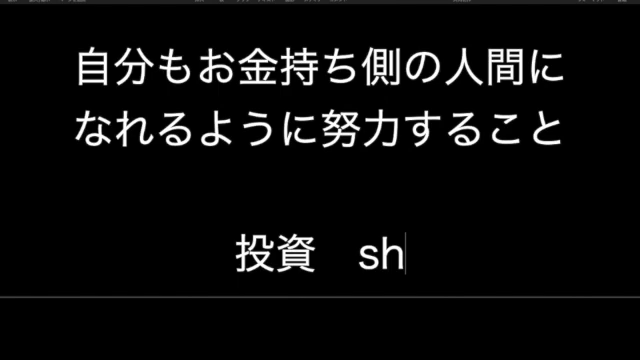 自分もお金持ち側の人間に
なれるように努力すること
投資　sh